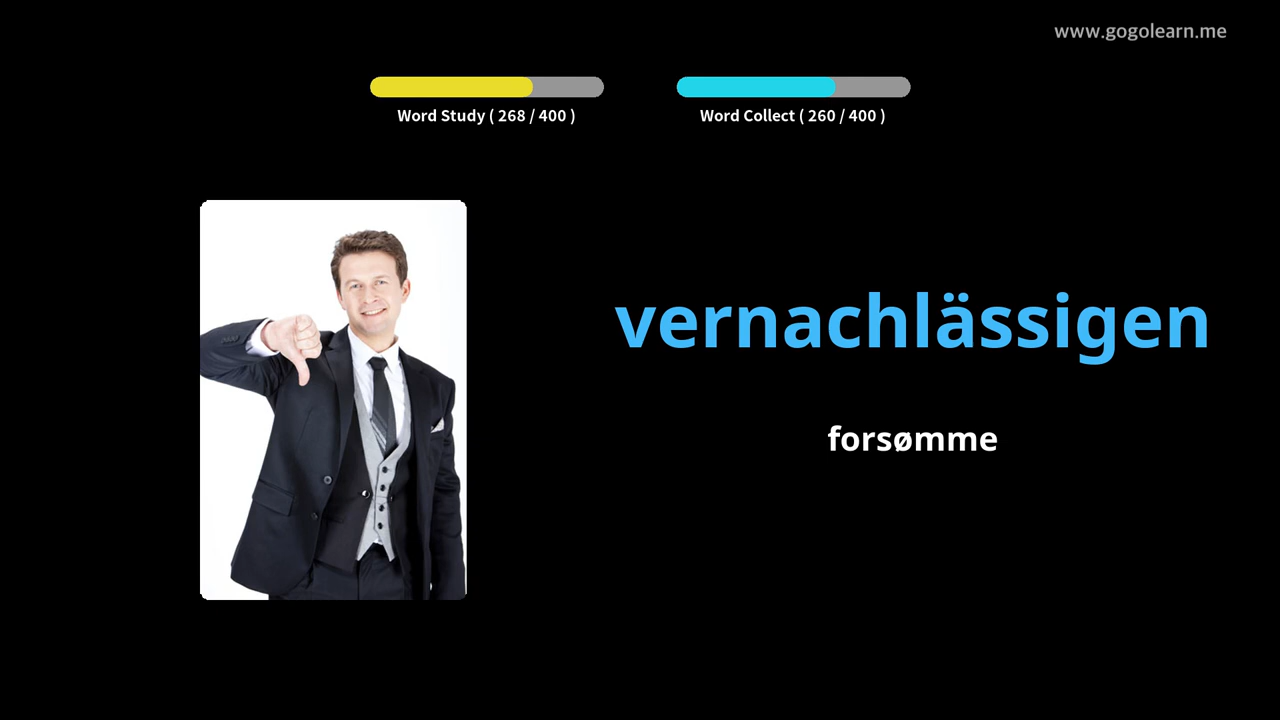 www.gogolearn.me
Word Study ( 268 / 400 )
Word Collect ( 260 / 400 )
vernachlässigen
forsømme